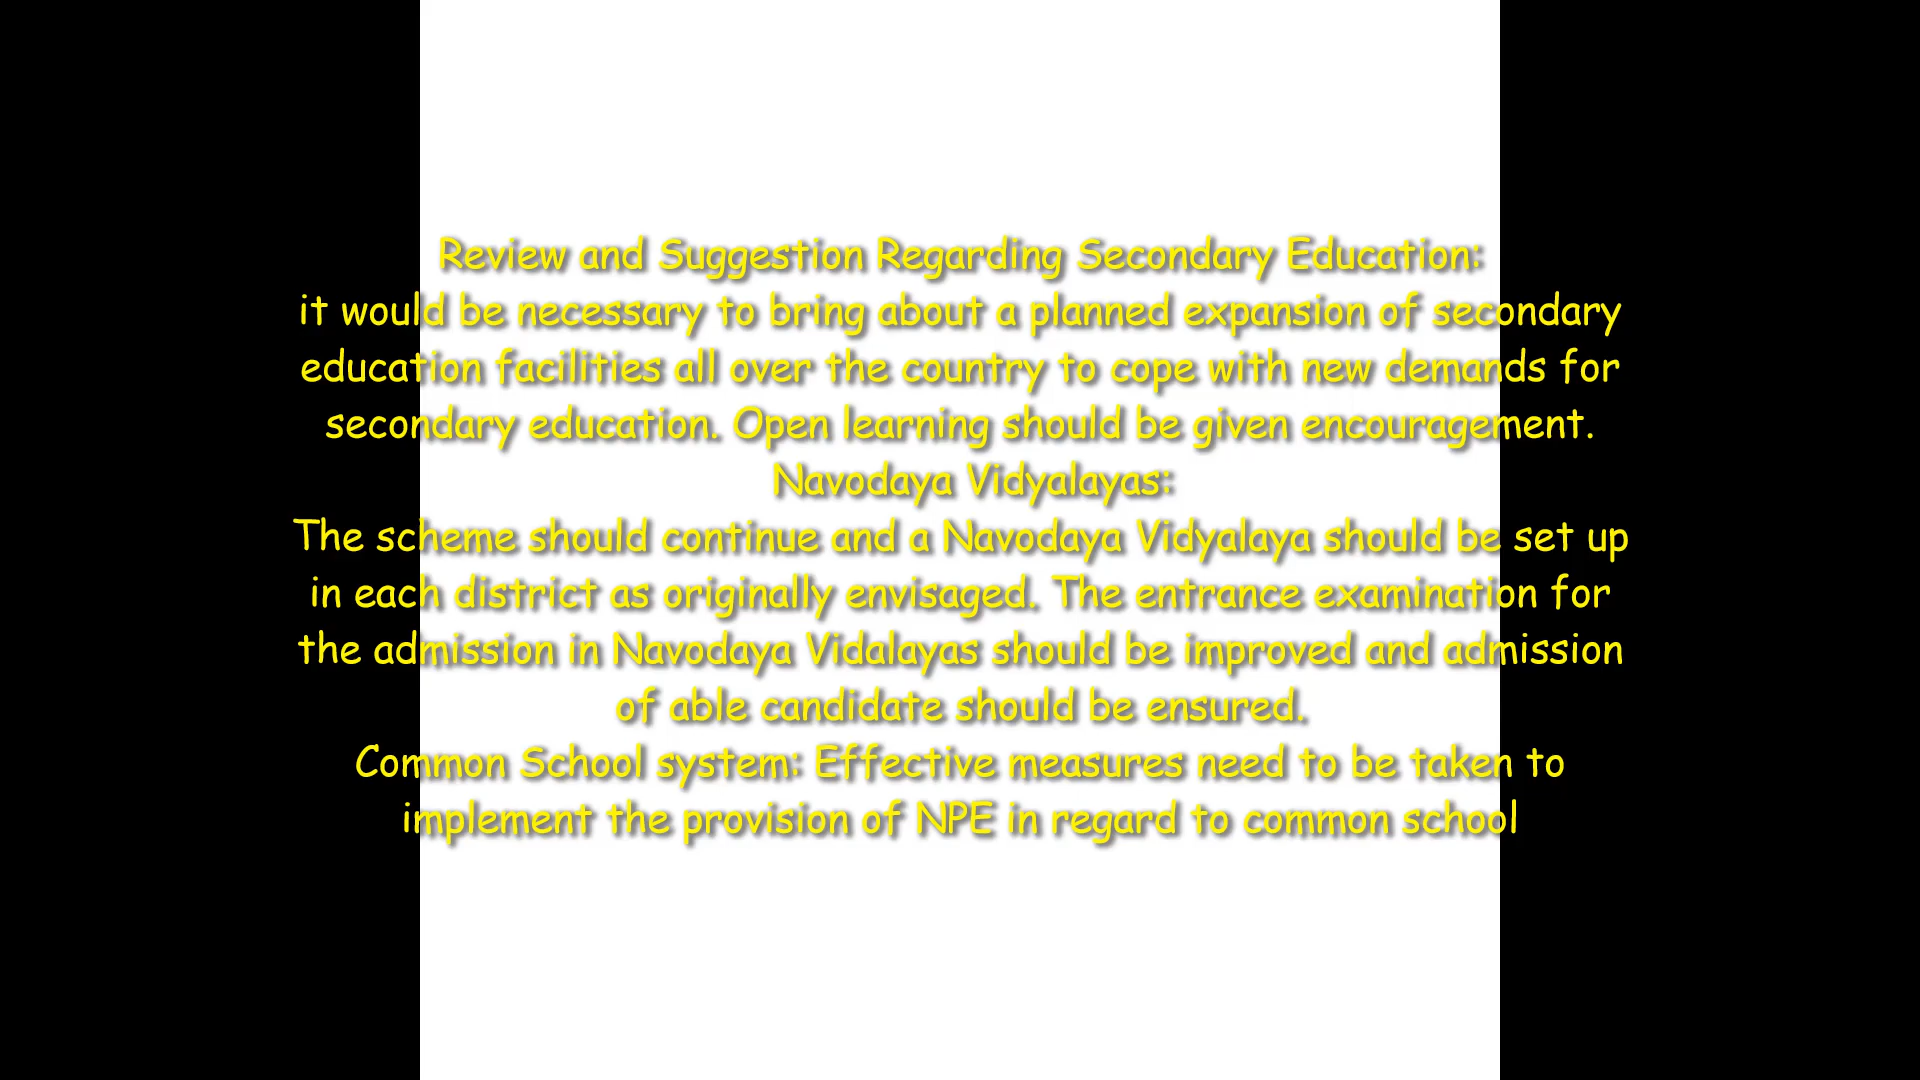 Review and Suggestion Regarding Secondary Education:
it would be necessary to bring about a planned expansion of secondary
education facilities all over the country to cope with new demands for
secondary education. Open learning should be given encouragement.
Navodaya Vidyalayas:
The scheme should continue and a Navodaya Vidyalaya should be set up
in each district as originally envisaged. The entrance examination for
the admission in Navodaya Vidalayas should be improved and admission
of able candidate should be ensured.
Common School system: Effective measures need to be taken to
implement the provision of NPE in regard to common school